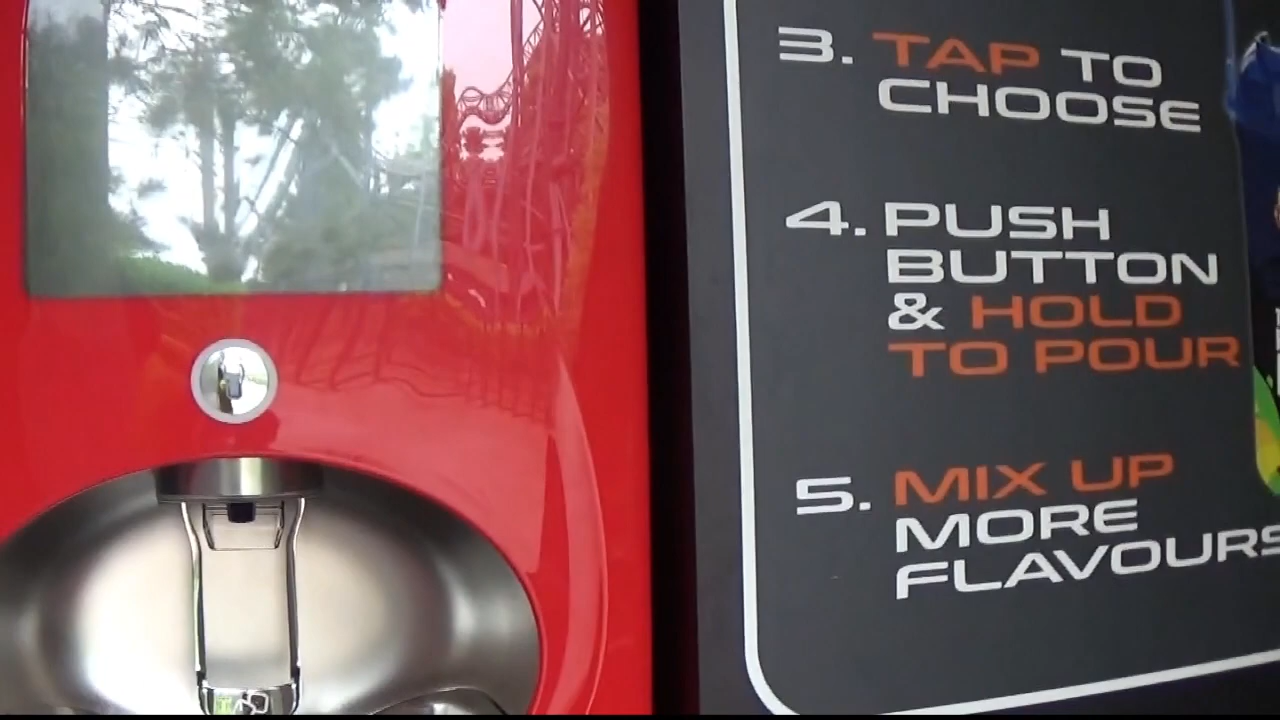 3. TAP TO
CHOOSE
4. PUSH
BUTTON
& HOLD
TO POUR
5. MIX UP
MORE
FLAVOURS